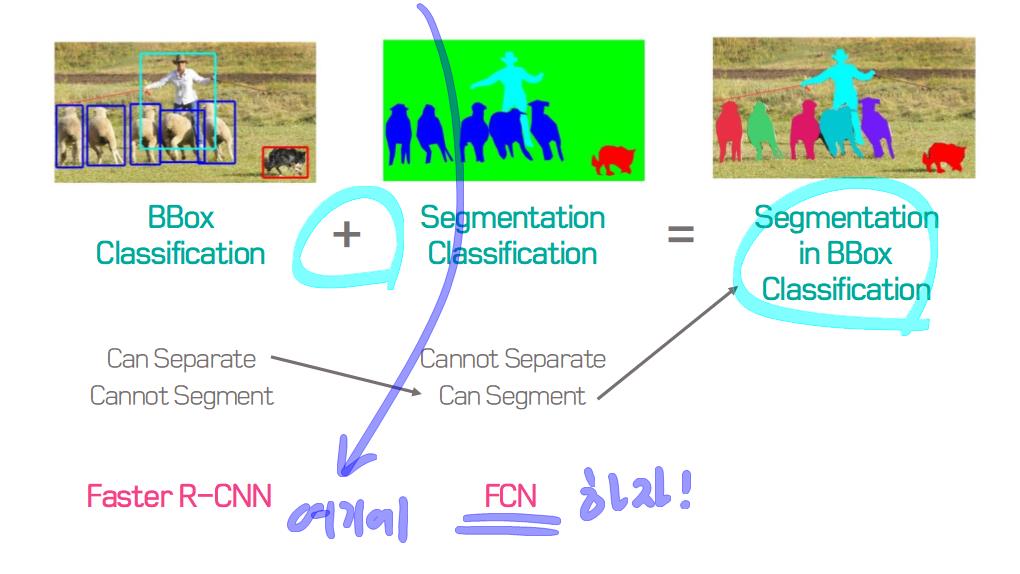 BBox
Classification
+
Segmentation
Classification
=
Segmentation
in BBox
Classification
Can Separate
Cannot Segment
Cannot Separate
Can Segment
Faster R-CNN 여기에 FCN 하자!